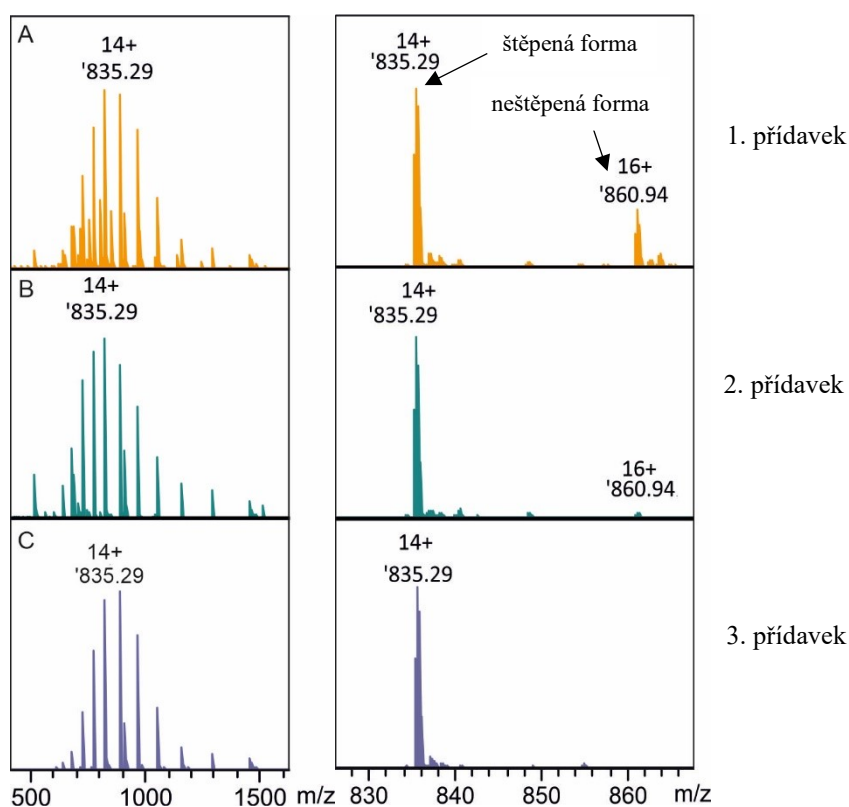 A
14+
'835.29
14+
'835.29
štěpená forma
neštěpená forma
16+
'860.94
1. přídavek
B
14+
'835.29
14+
'835.29
16+
'860.94
2. přídavek
C
14+
'835.29
14+
'835.29
3. přídavek
500 1000 1500 m/z 830 840 850 860 m/z